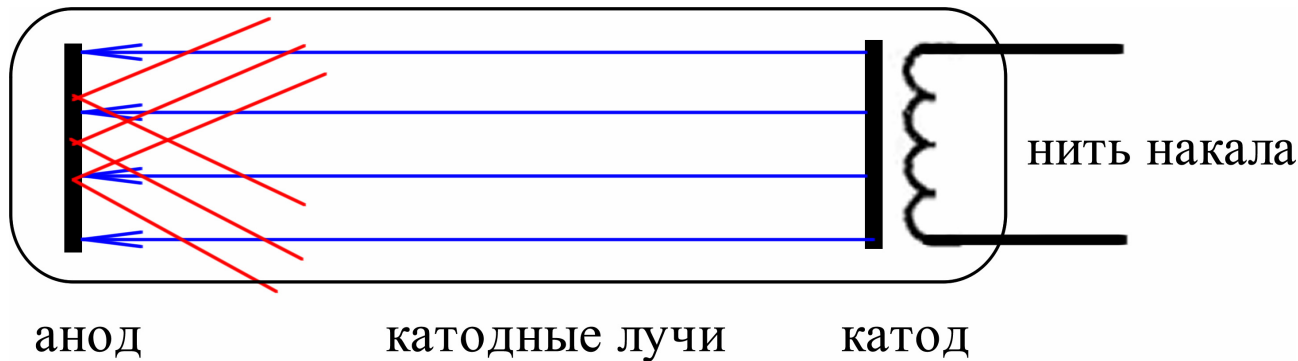 нить накала
анод
катодные лучи
катод